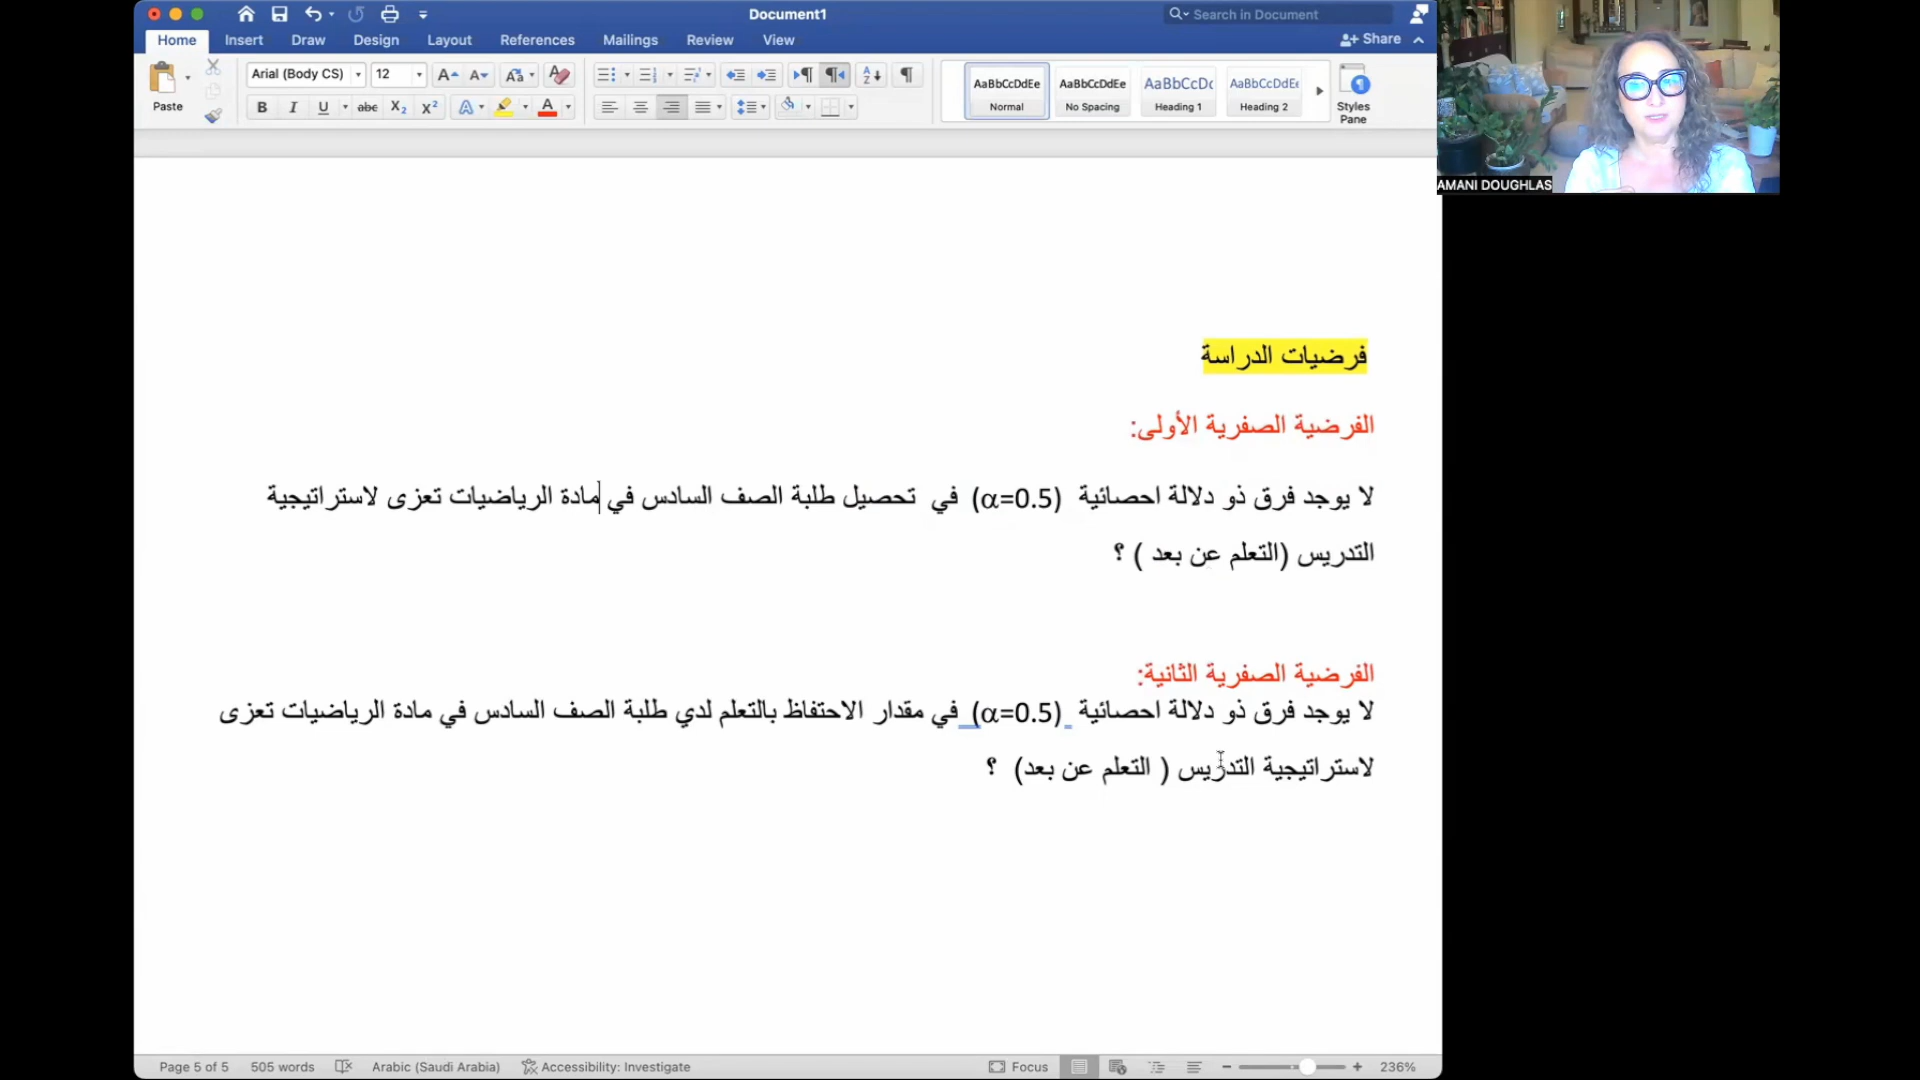 Document1
Search in Document
Home Insert Draw Design Layout References Mailings Review View
Share
Paste
Arial (Body CS) 12
AaBbCcDdEe AaBbCcDdEe AaBbCcDc AaBbCcDdEe
Normal No Spacing Heading 1 Heading 2
Styles Pane
AMANI DOUGHLAS
فرضيات الدراسة
الفرضية الصفرية الأولى:
لا يوجد فرق ذو دلالة احصائية (α=0.5) في تحصيل طلبة الصف السادس في مادة الرياضيات تعزى لاستراتيجية
التدريس (التعلم عن بعد ) ؟
الفرضية الصفرية الثانية:
لا يوجد فرق ذو دلالة احصائية (α=0.5) في مقدار الاحتفاظ بالتعلم لدي طلبة الصف السادس في مادة الرياضيات تعزى
لاستراتيجية التدريس ( التعلم عن بعد) ؟
Page 5 of 5 505 words Arabic (Saudi Arabia) Accessibility: Investigate Focus 236%